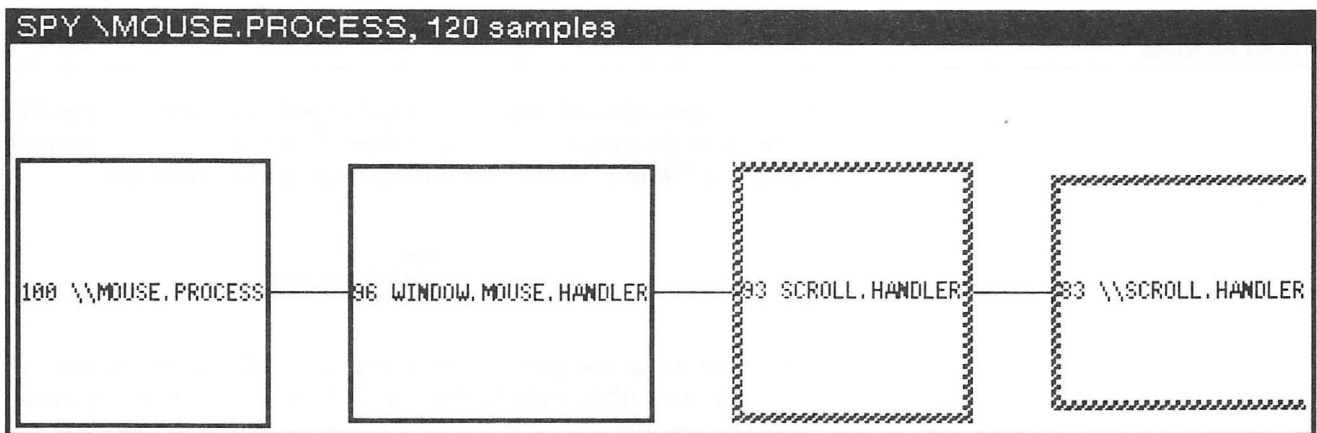 SPY \MOUSE.PROCESS, 120 samples
100 \\MOUSE.PROCESS
96 WINDOW.MOUSE.HANDLER
93 SCROLL.HANDLER
83 \\SCROLL.HANDLER